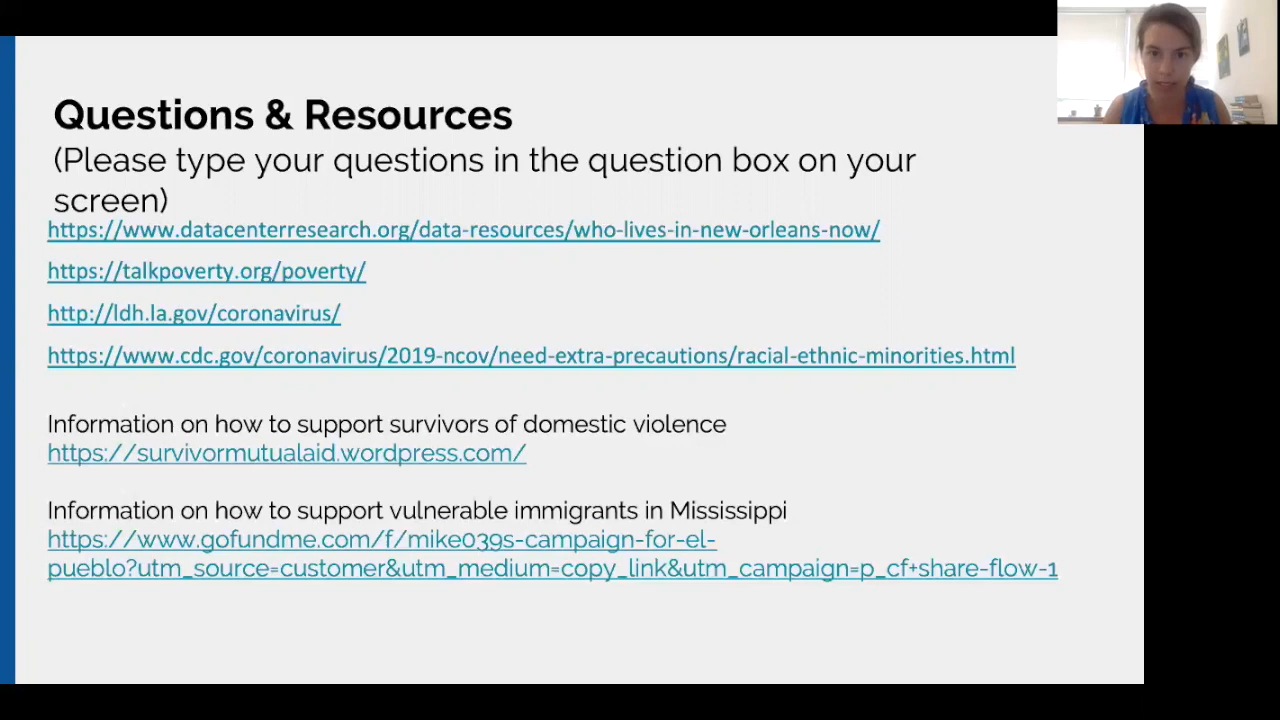 Questions & Resources
(Please type your questions in the question box on your
screen)
https://www.datacenterresearch.org/data-resources/who-lives-in-new-orleans-now/
https://talkpoverty.org/poverty/
http://ldh.la.gov/coronavirus/
https://www.cdc.gov/coronavirus/2019-ncov/need-extra-precautions/racial-ethnic-minorities.html
Information on how to support survivors of domestic violence
https://survivormutualaid.wordpress.com/
Information on how to support vulnerable immigrants in Mississippi
https://www.gofundme.com/f/mike039s-campaign-for-el-
pueblo?utm_source=customer&utm_medium=copy_link&utm_campaign=p_cf+share-flow-1